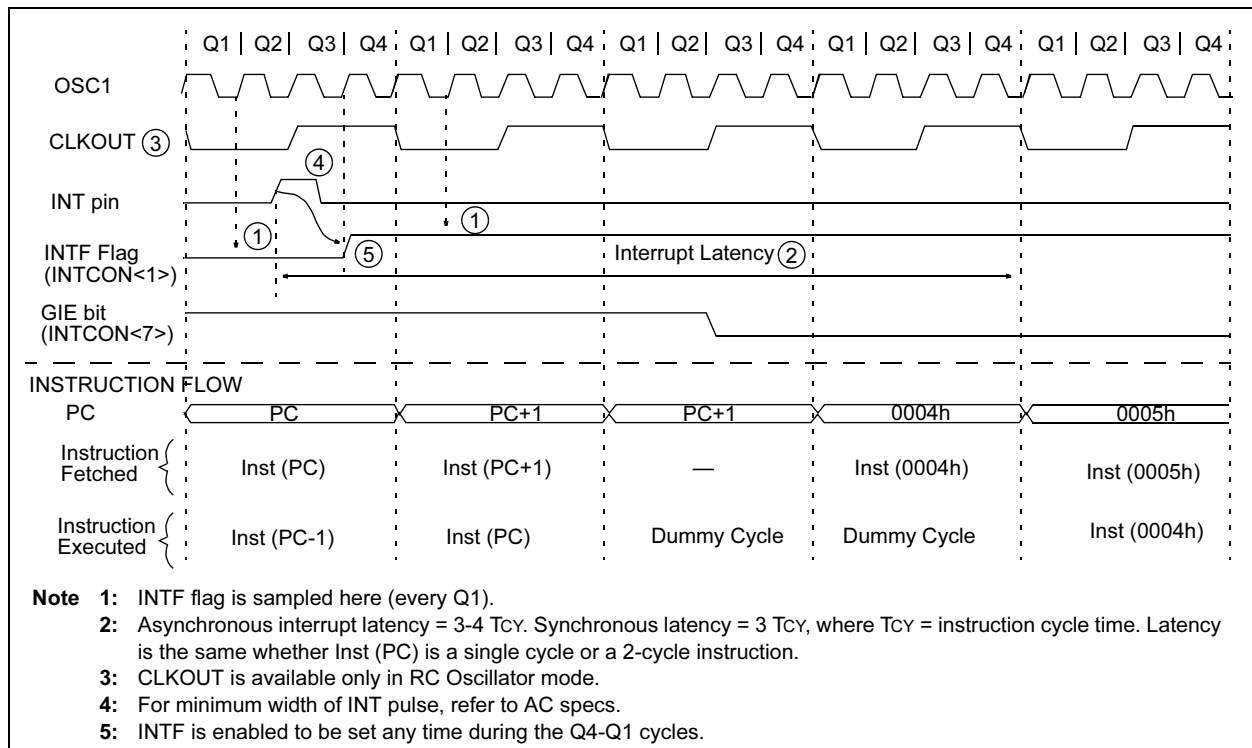 Q1 | Q2 | Q3 | Q4 Q1 | Q2 | Q3 | Q4 Q1 | Q2 | Q3 | Q4 Q1 | Q2 | Q3 | Q4 Q1 | Q2 | Q3 | Q4
OSC1
CLKOUT 3
4
INT pin
1 1
INTF Flag 5 Interrupt Latency 2
(INTCON<1>)
GIE bit
(INTCON<7>)
INSTRUCTION FLOW
PC PC PC+1 PC+1 0004h 0005h
Instruction
Fetched Inst (PC) Inst (PC+1) — Inst (0004h) Inst (0005h)
Instruction
Executed Inst (PC-1) Inst (PC) Dummy Cycle Dummy Cycle Inst (0004h)
Note 1: INTF flag is sampled here (every Q1).
2: Asynchronous interrupt latency = 3-4 TCY. Synchronous latency = 3 TCY, where TCY = instruction cycle time. Latency
is the same whether Inst (PC) is a single cycle or a 2-cycle instruction.
3: CLKOUT is available only in RC Oscillator mode.
4: For minimum width of INT pulse, refer to AC specs.
5: INTF is enabled to be set any time during the Q4-Q1 cycles.